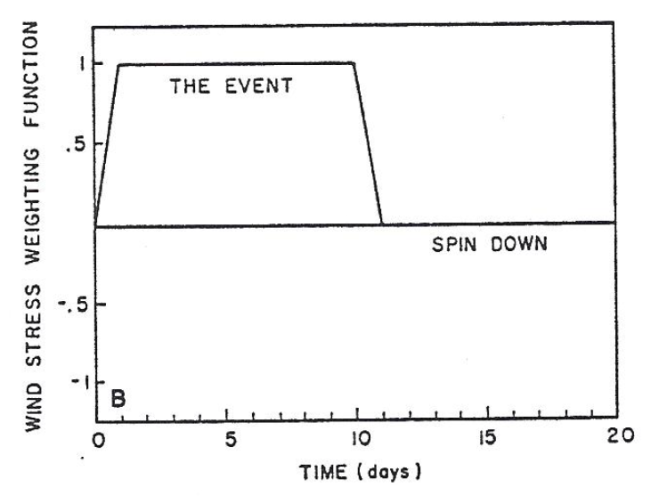 WIND STRESS WEIGHTING FUNCTION
1
.5
-.5
-1
THE EVENT
SPIN DOWN
B
0 5 10 15 20
TIME (days)